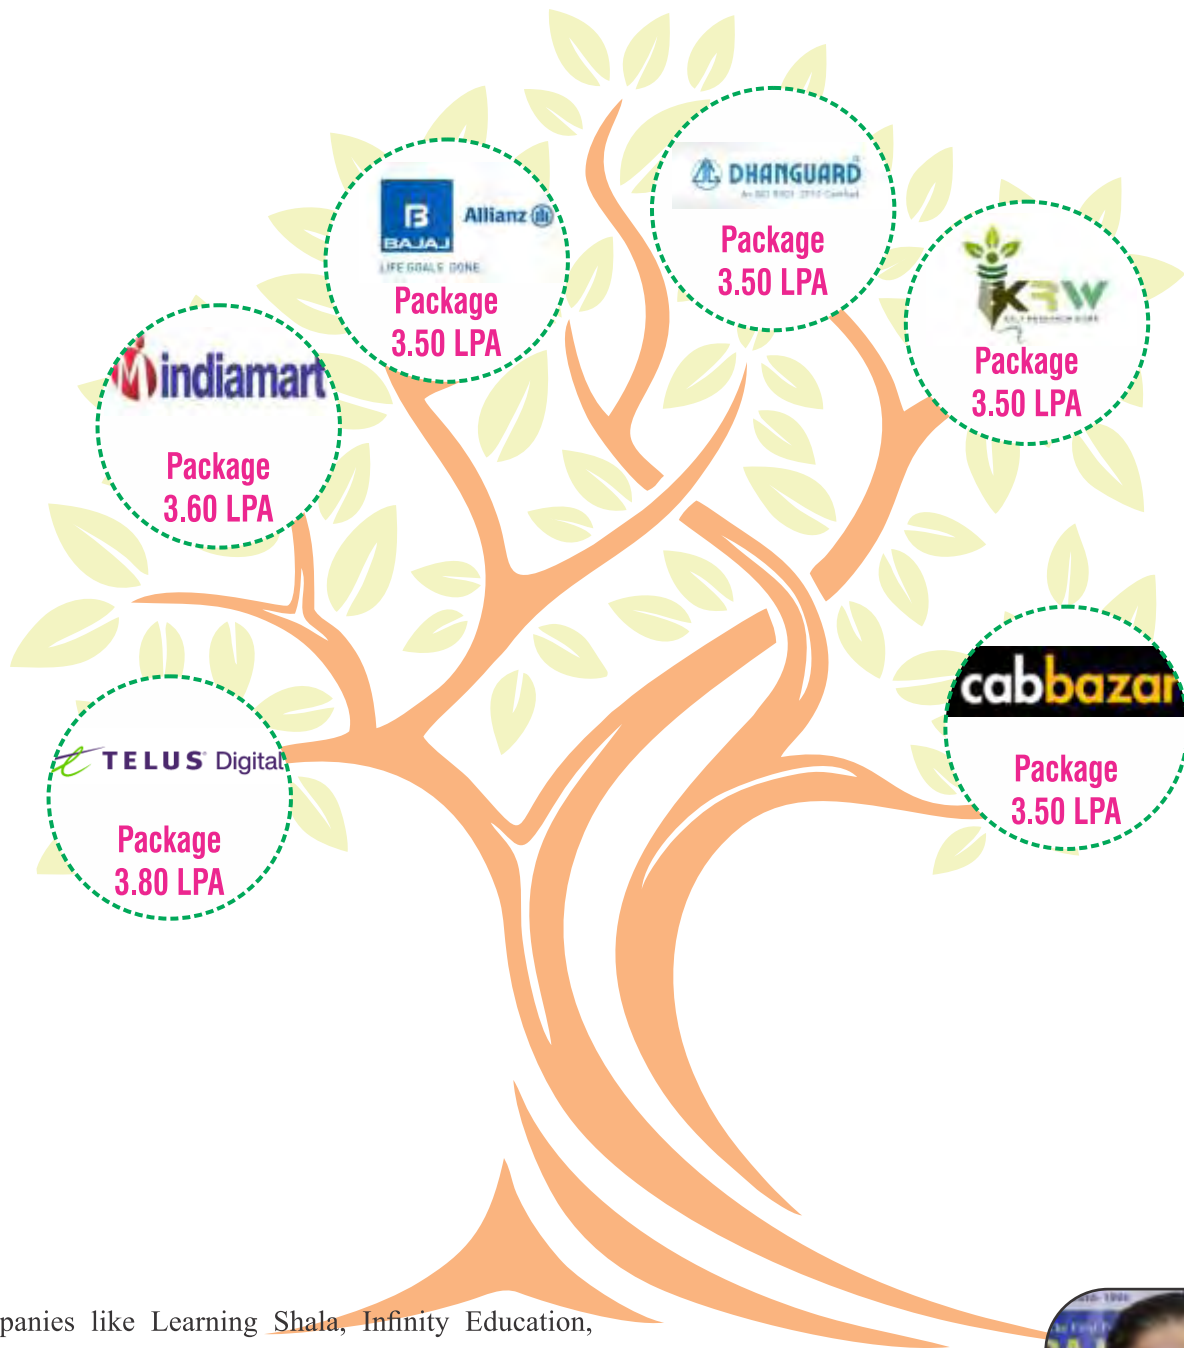 DHANGUARD
Package
3.50 LPA
BAJAJ
Allianz
LIFE GOALS DONE
Package
3.50 LPA
KRW
Package
3.50 LPA
indiamart
Package
3.60 LPA
cabbazar
Package
3.50 LPA
TELUS Digital
Package
3.80 LPA
panies like Learning Shala, Infinity Education,